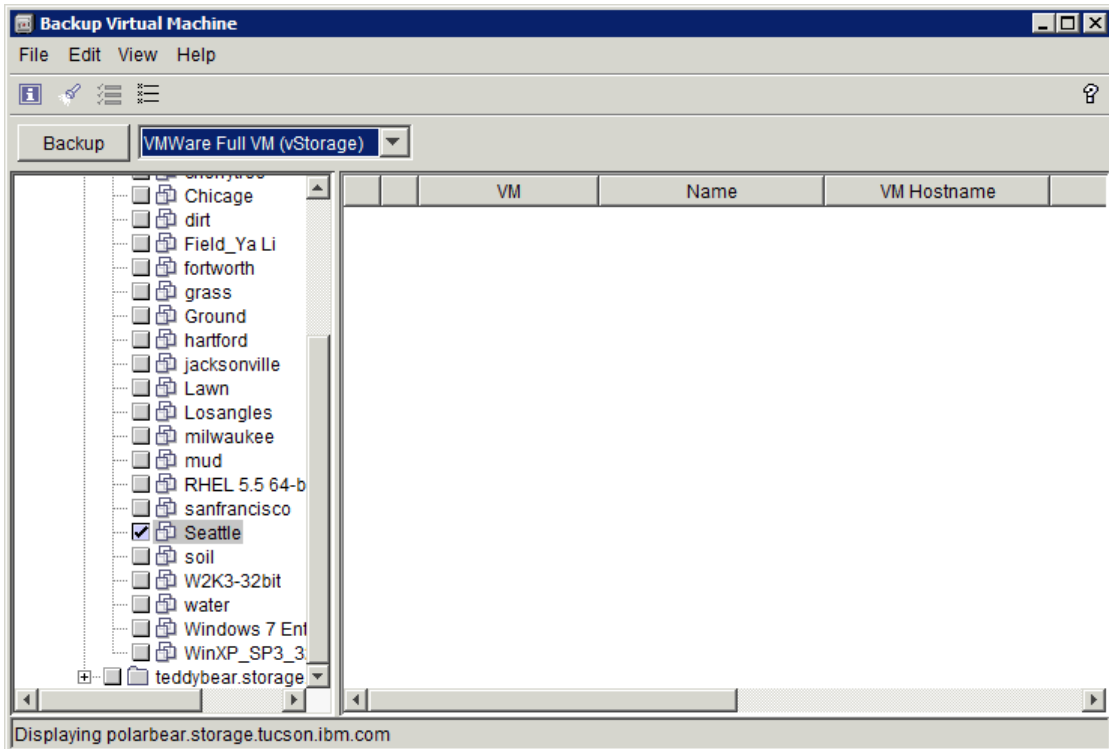 Backup Virtual Machine
File Edit View Help
Backup VMWare Full VM (vStorage)
VM Name VM Hostname
Chicage
dirt
Field_Ya Li
fortworth
grass
Ground
hartford
jacksonville
Lawn
Losangles
milwaukee
mud
RHEL 5.5 64-b
sanfrancisco
Seattle
soil
W2K3-32bit
water
Windows 7 Ent
WinXP_SP3_3
teddybear.storage
Displaying polarbear.storage.tucson.ibm.com